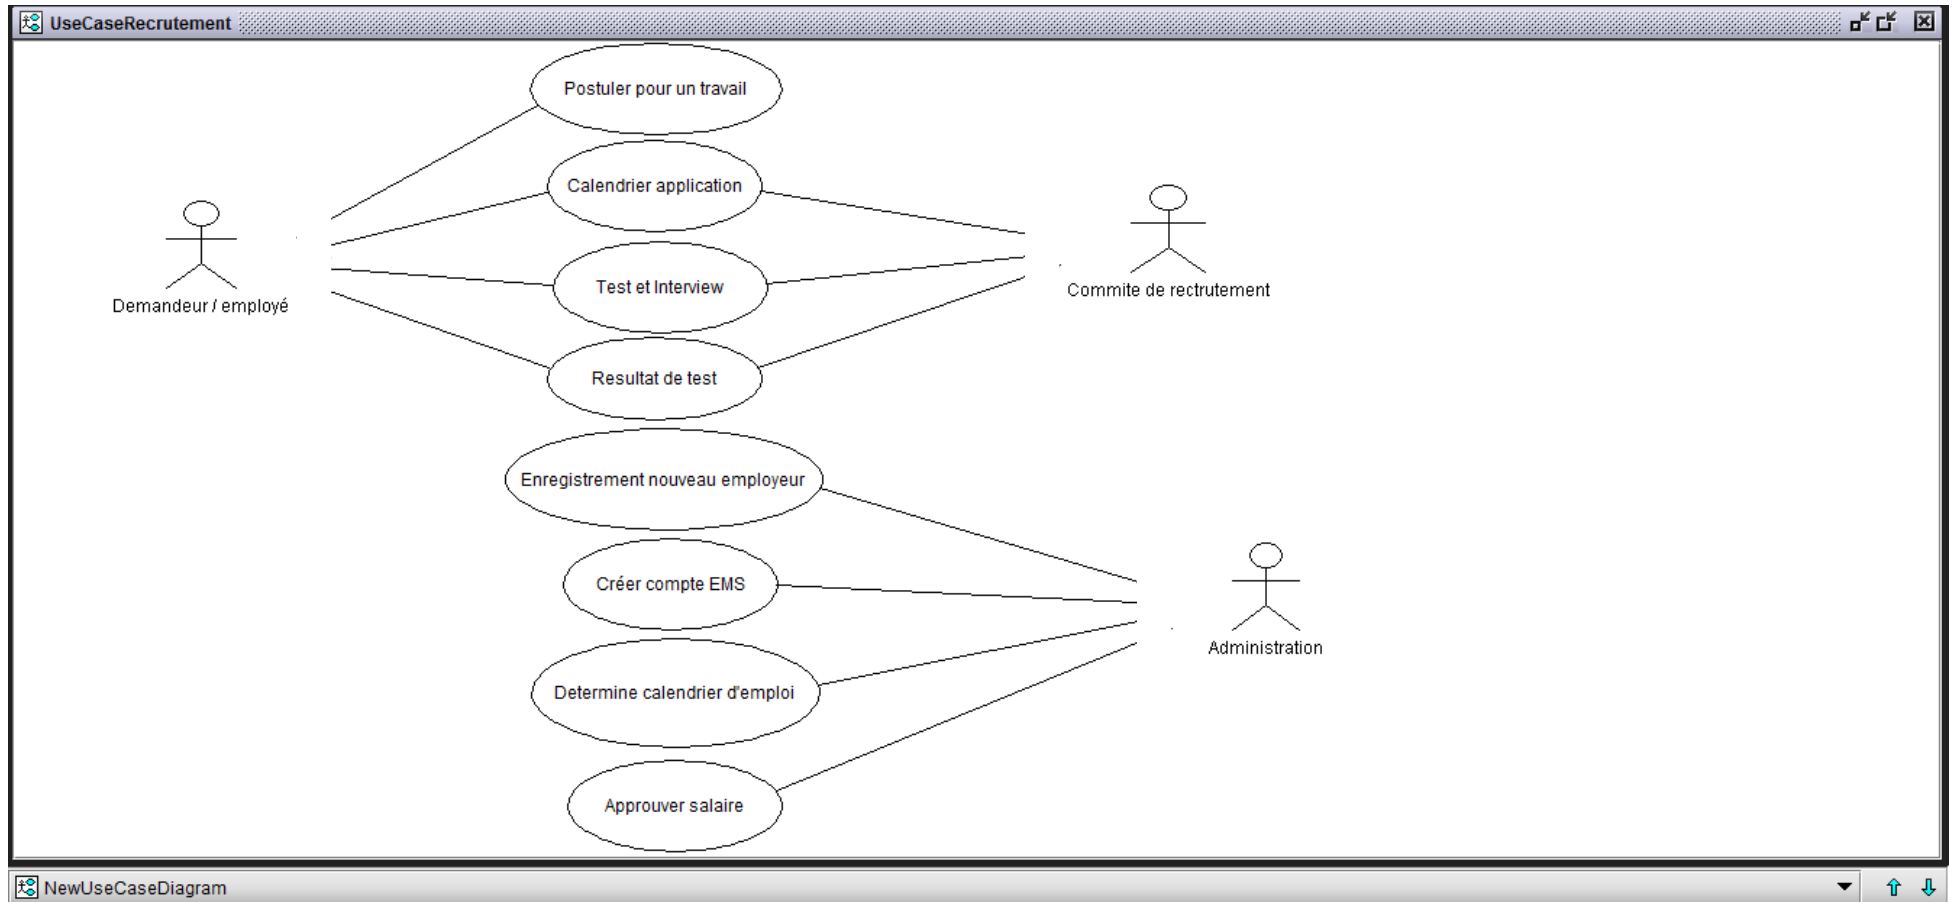 UseCaseRecrutement
Postuler pour un travail
Calendrier application
Test et Interview
Demandeur / employé
Commite de rectrutement
Resultat de test
Enregistrement nouveau employeur
Créer compte EMS
Administration
Determine calendrier d'emploi
Approuver salaire
NewUseCaseDiagram